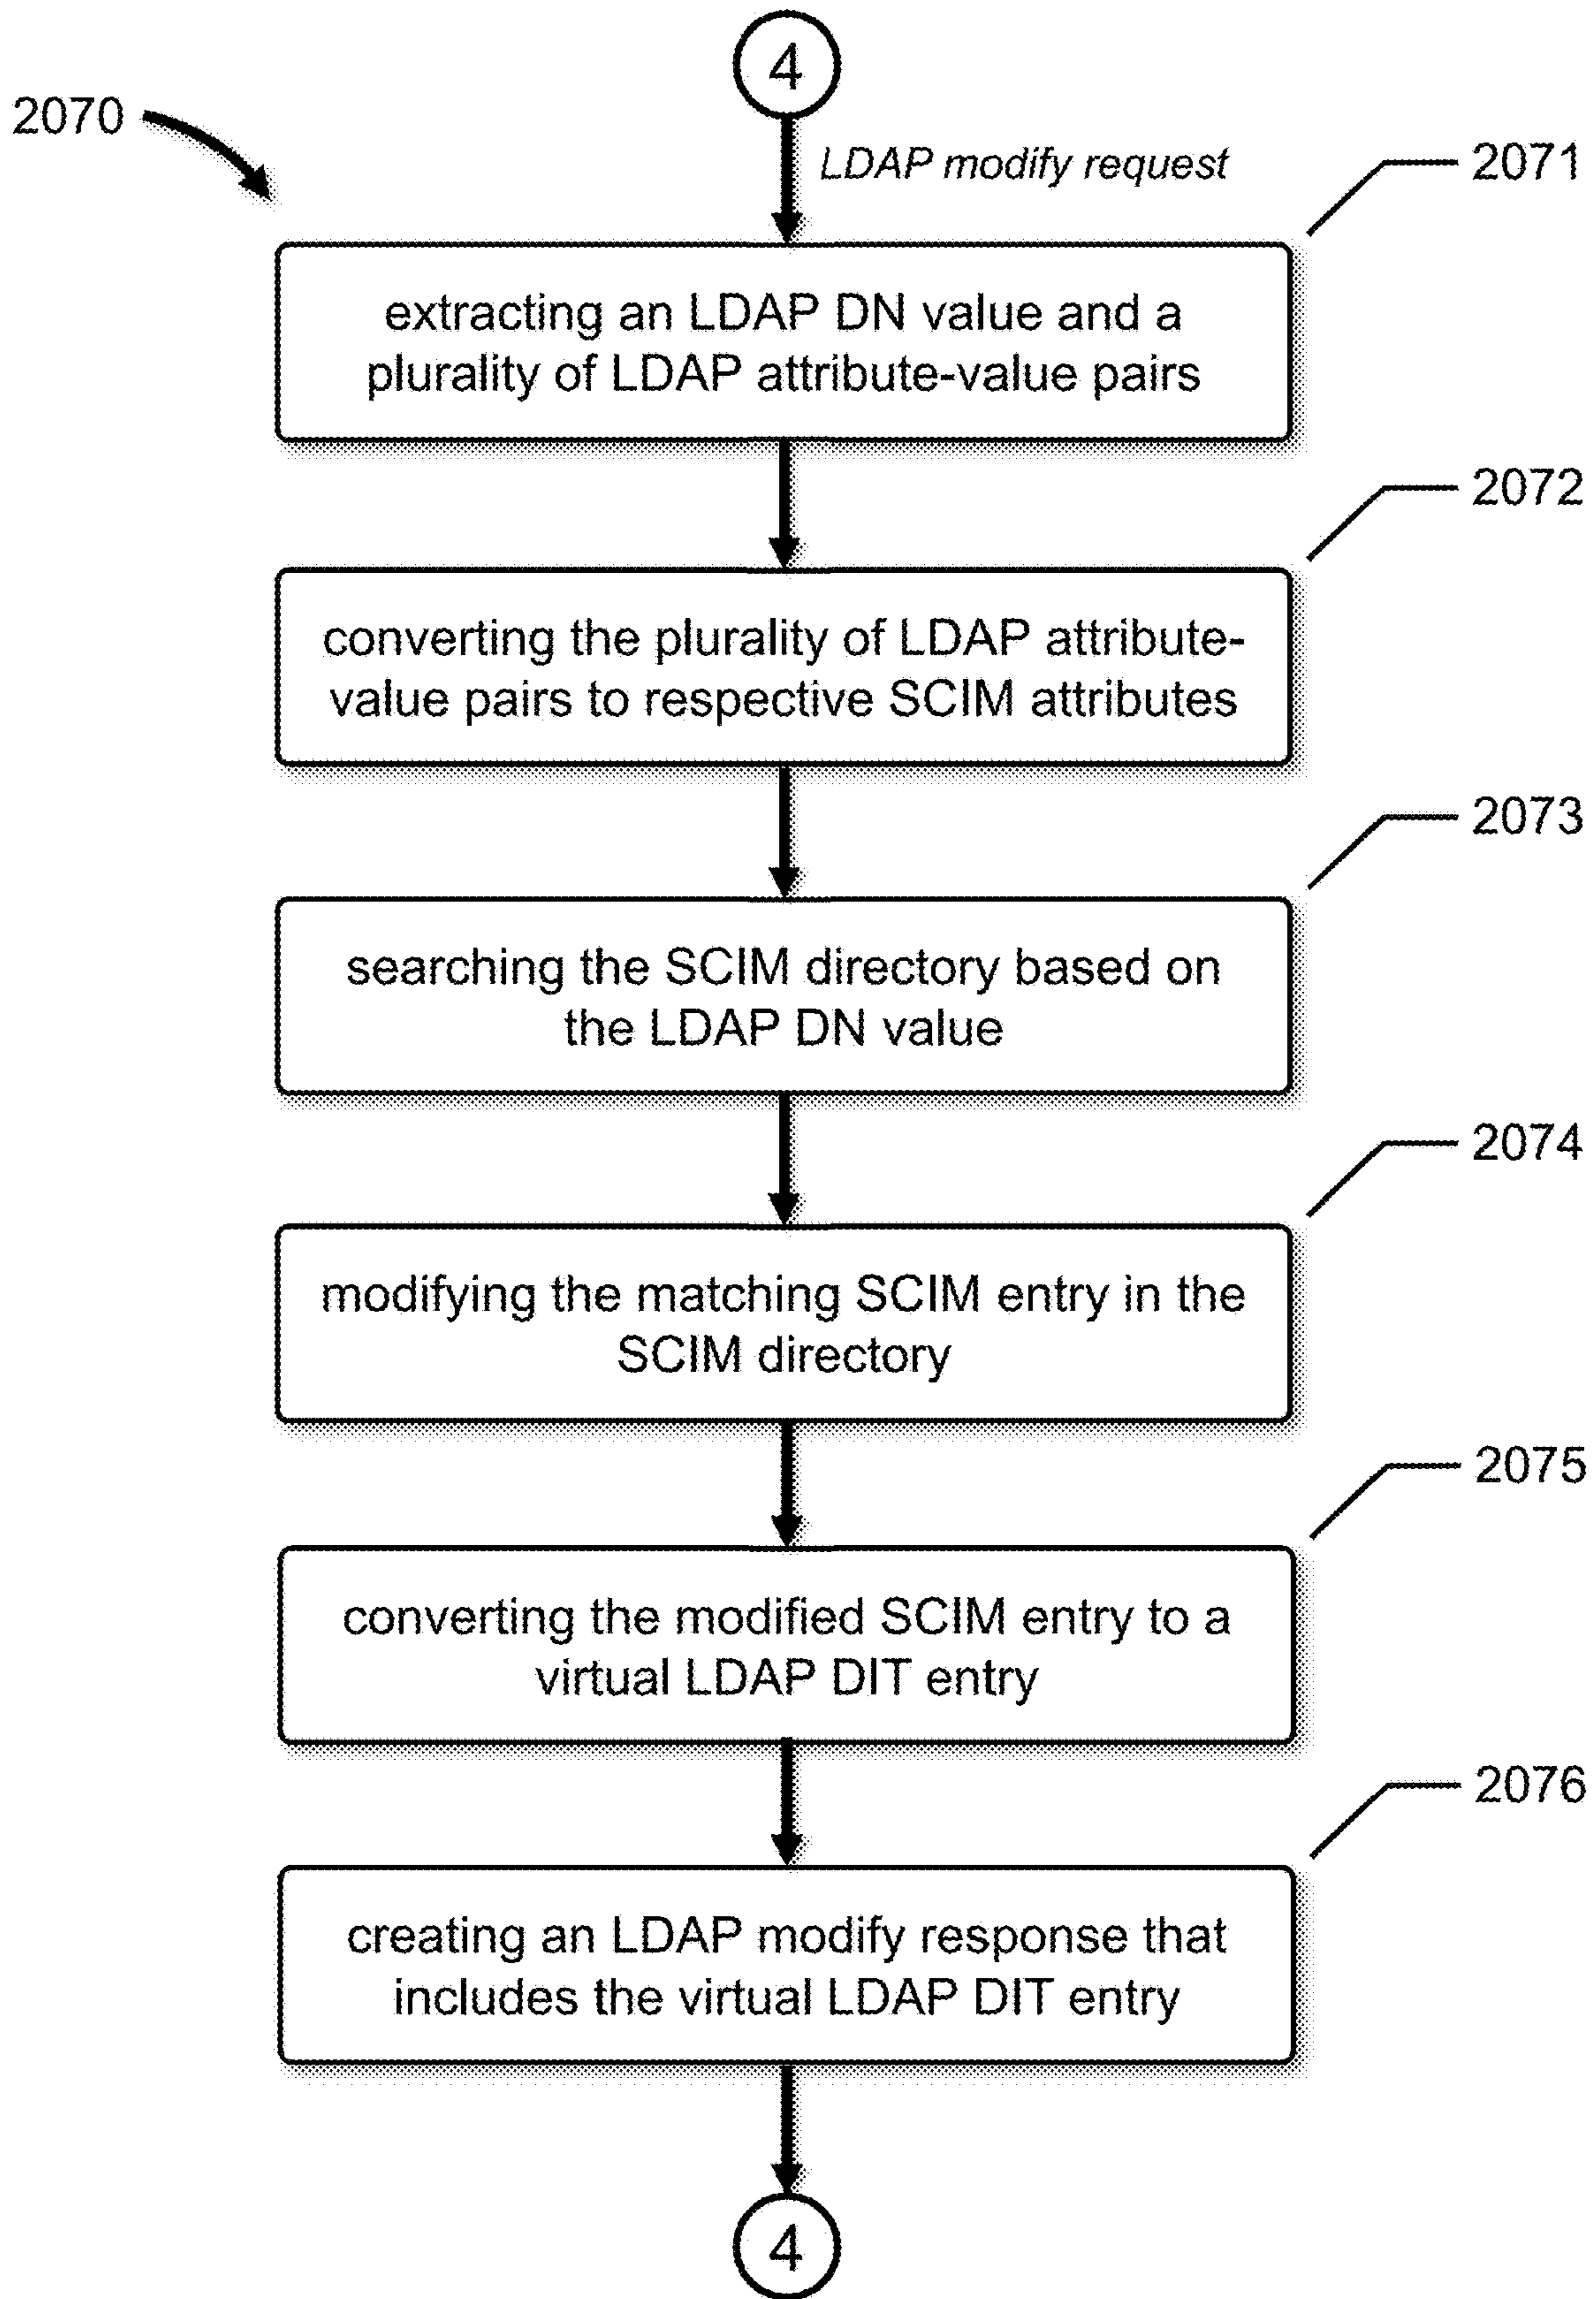 4
2070
LDAP modify request
2071
extracting an LDAP DN value and a
plurality of LDAP attribute-value pairs
2072
converting the plurality of LDAP attribute-
value pairs to respective SCIM attributes
2073
searching the SCIM directory based on
the LDAP DN value
2074
modifying the matching SCIM entry in the
SCIM directory
2075
converting the modified SCIM entry to a
virtual LDAP DIT entry
2076
creating an LDAP modify response that
includes the virtual LDAP DIT entry
4